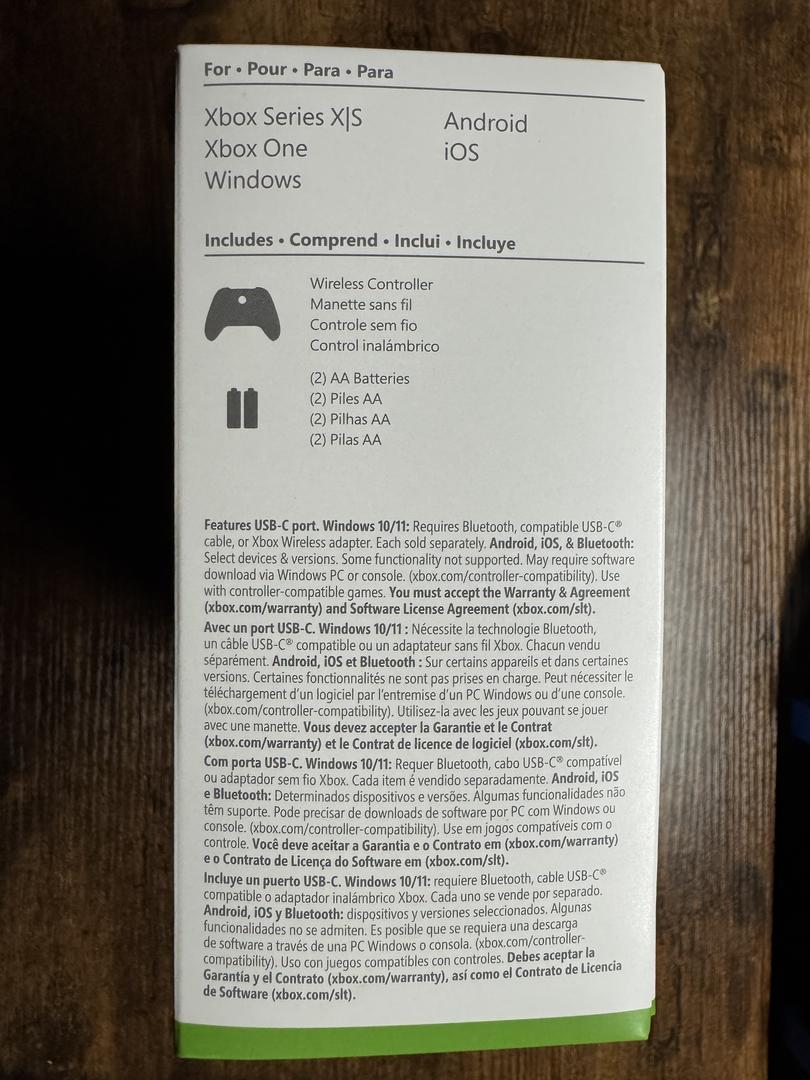 For • Pour • Para • Para
Xbox Series X|S
Xbox One
Windows
Android
iOS
Includes • Comprend • Inclui • Incluye
Wireless Controller
Manette sans fil
Controle sem fio
Control inalámbrico
(2) AA Batteries
(2) Piles AA
(2) Pilhas AA
(2) Pilas AA
Features USB-C port. Windows 10/11: Requires Bluetooth, compatible USB-C®
cable, or Xbox Wireless adapter. Each sold separately. Android, iOS, & Bluetooth:
Select devices & versions. Some functionality not supported. May require software
download via Windows PC or console. (xbox.com/controller-compatibility). Use
with controller-compatible games. You must accept the Warranty & Agreement
(xbox.com/warranty) and Software License Agreement (xbox.com/slt).
Avec un port USB-C. Windows 10/11 : Nécessite la technologie Bluetooth,
un câble USB-C® compatible ou un adaptateur sans fil Xbox. Chacun vendu
séparément. Android, iOS et Bluetooth : Sur certains appareils et dans certaines
versions. Certaines fonctionnalités ne sont pas prises en charge. Peut nécessiter le
téléchargement d'un logiciel par l'entremise d'un PC Windows ou d'une console.
(xbox.com/controller-compatibility). Utilisez-la avec les jeux pouvant se jouer
avec une manette. Vous devez accepter la Garantie et le Contrat
(xbox.com/warranty) et le Contrat de licence de logiciel (xbox.com/slt).
Com porta USB-C. Windows 10/11: Requer Bluetooth, cabo USB-C® compatível
ou adaptador sem fio Xbox. Cada item é vendido separadamente. Android, iOS
e Bluetooth: Determinados dispositivos e versões. Algumas funcionalidades não
têm suporte. Pode precisar de downloads de software por PC com Windows ou
console. (xbox.com/controller-compatibility). Use em jogos compatíveis com o
controle. Você deve aceitar a Garantia e o Contrato em (xbox.com/warranty)
e o Contrato de Licença do Software em (xbox.com/slt).
Incluye un puerto USB-C. Windows 10/11: requiere Bluetooth, cable USB-C®
compatible o adaptador inalámbrico Xbox. Cada uno se vende por separado.
Android, iOS y Bluetooth: dispositivos y versiones seleccionados. Algunas
funcionalidades no se admiten. Es posible que se requiera una descarga
de software a través de una PC Windows o consola. (xbox.com/controller-
compatibility). Uso con juegos compatibles con controles. Debes aceptar la
Garantía y el Contrato (xbox.com/warranty), así como el Contrato de Licencia
de Software (xbox.com/slt).